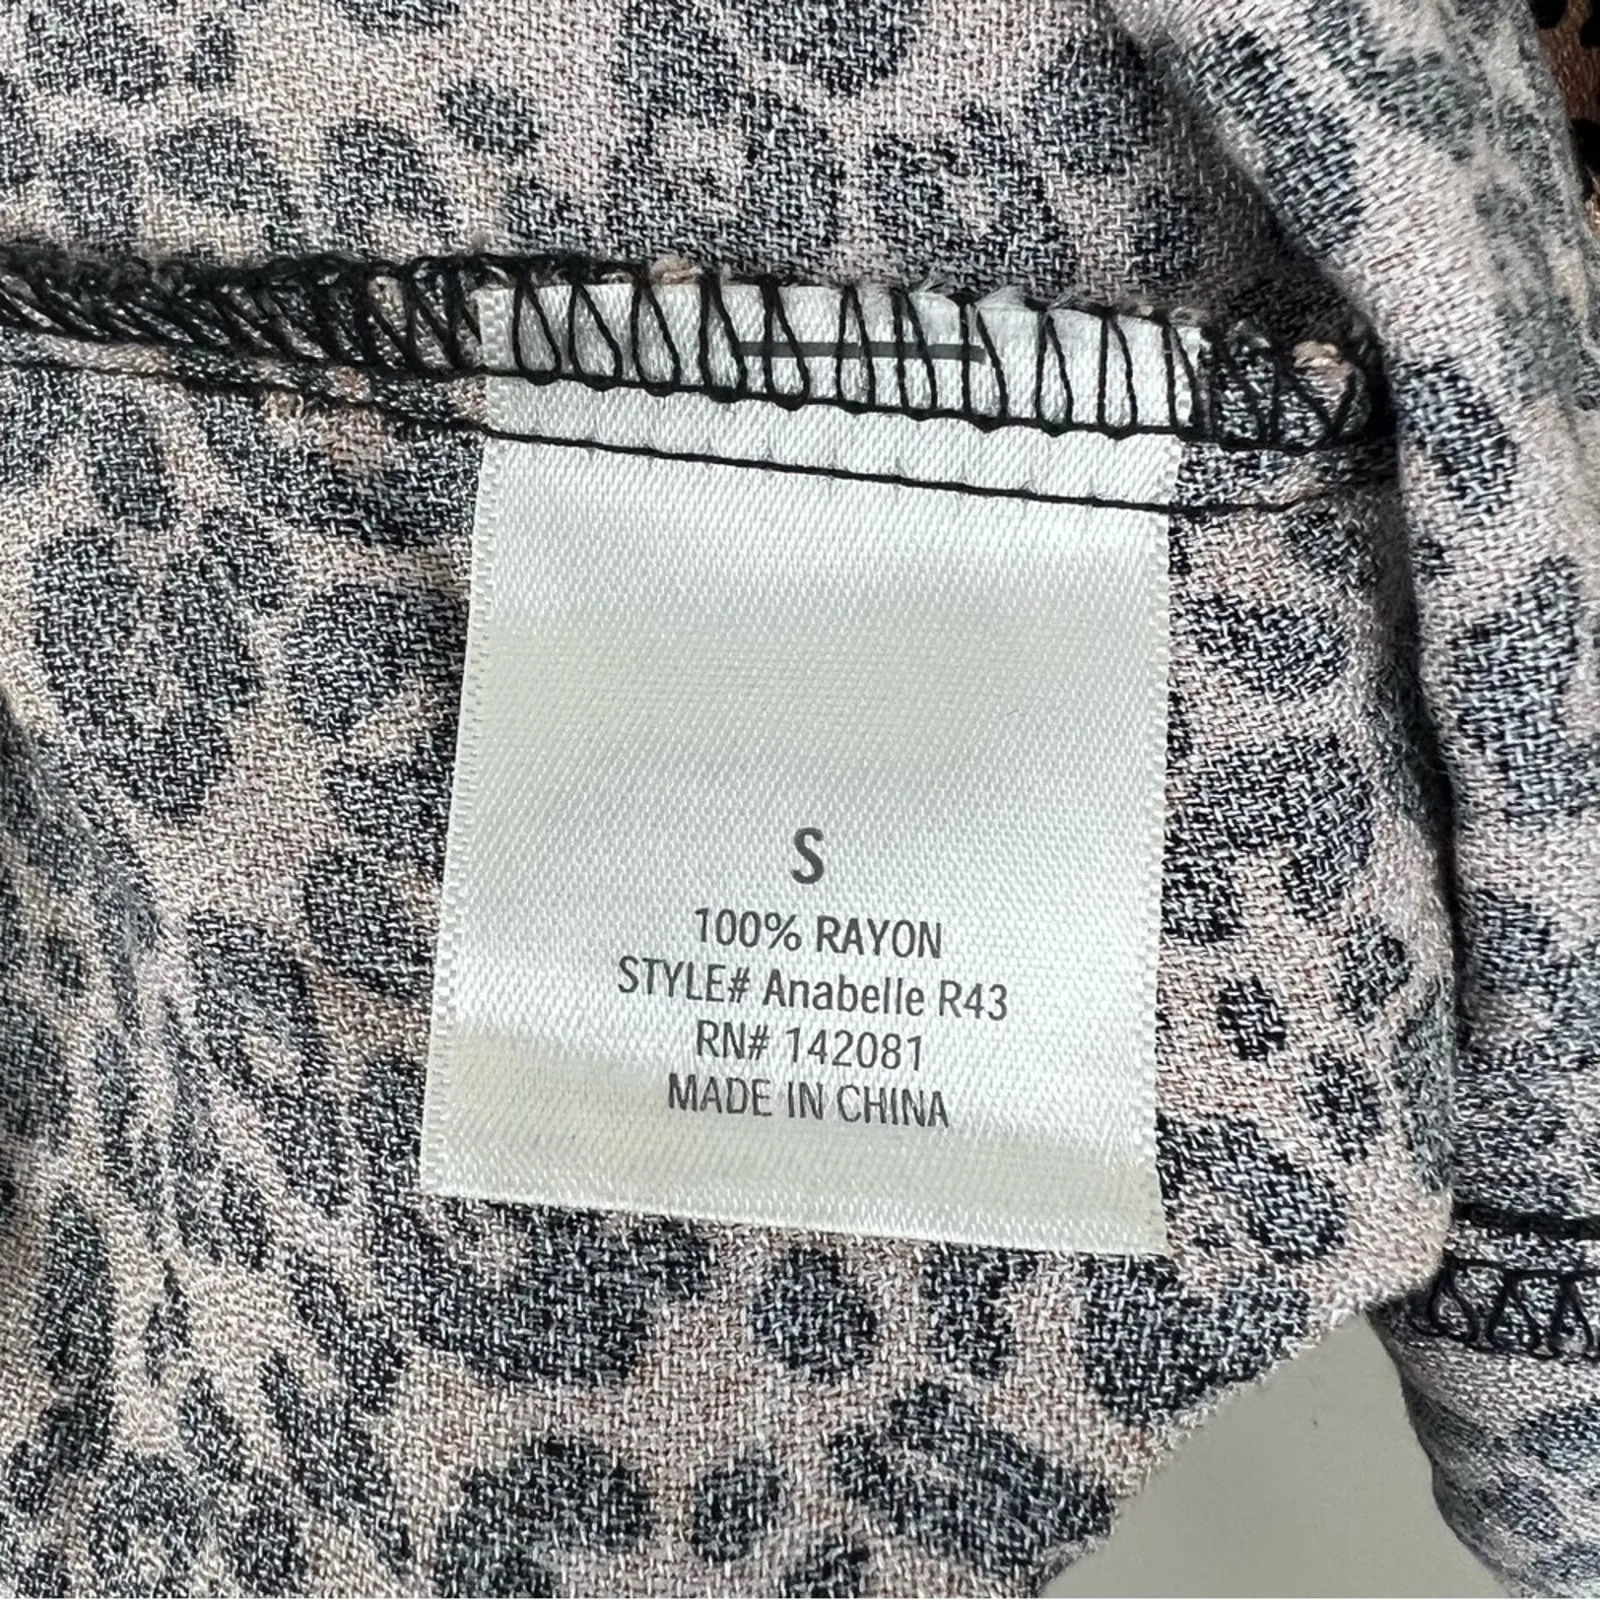 S
100% RAYON
STYLE# Anabelle R43
RN# 142081
MADE IN CHINA